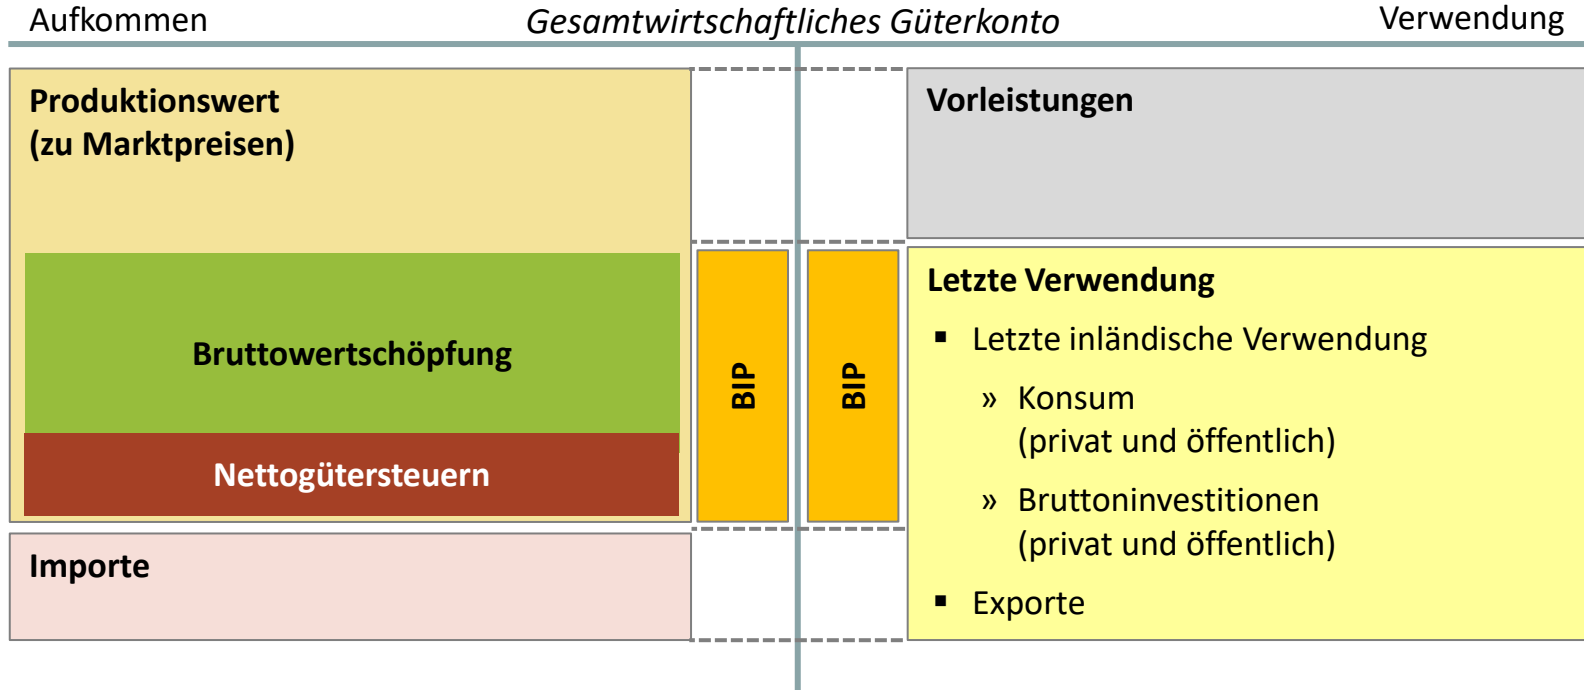 Aufkommen
Gesamtwirtschaftliches Güterkonto
Verwendung
Produktionswert
(zu Marktpreisen)
Bruttowertschöpfung
Nettogütersteuern
Importe
BIP
BIP
Vorleistungen
Letzte Verwendung
▪ Letzte inländische Verwendung
» Konsum
(privat und öffentlich)
» Bruttoninvestitionen
(privat und öffentlich)
▪ Exporte